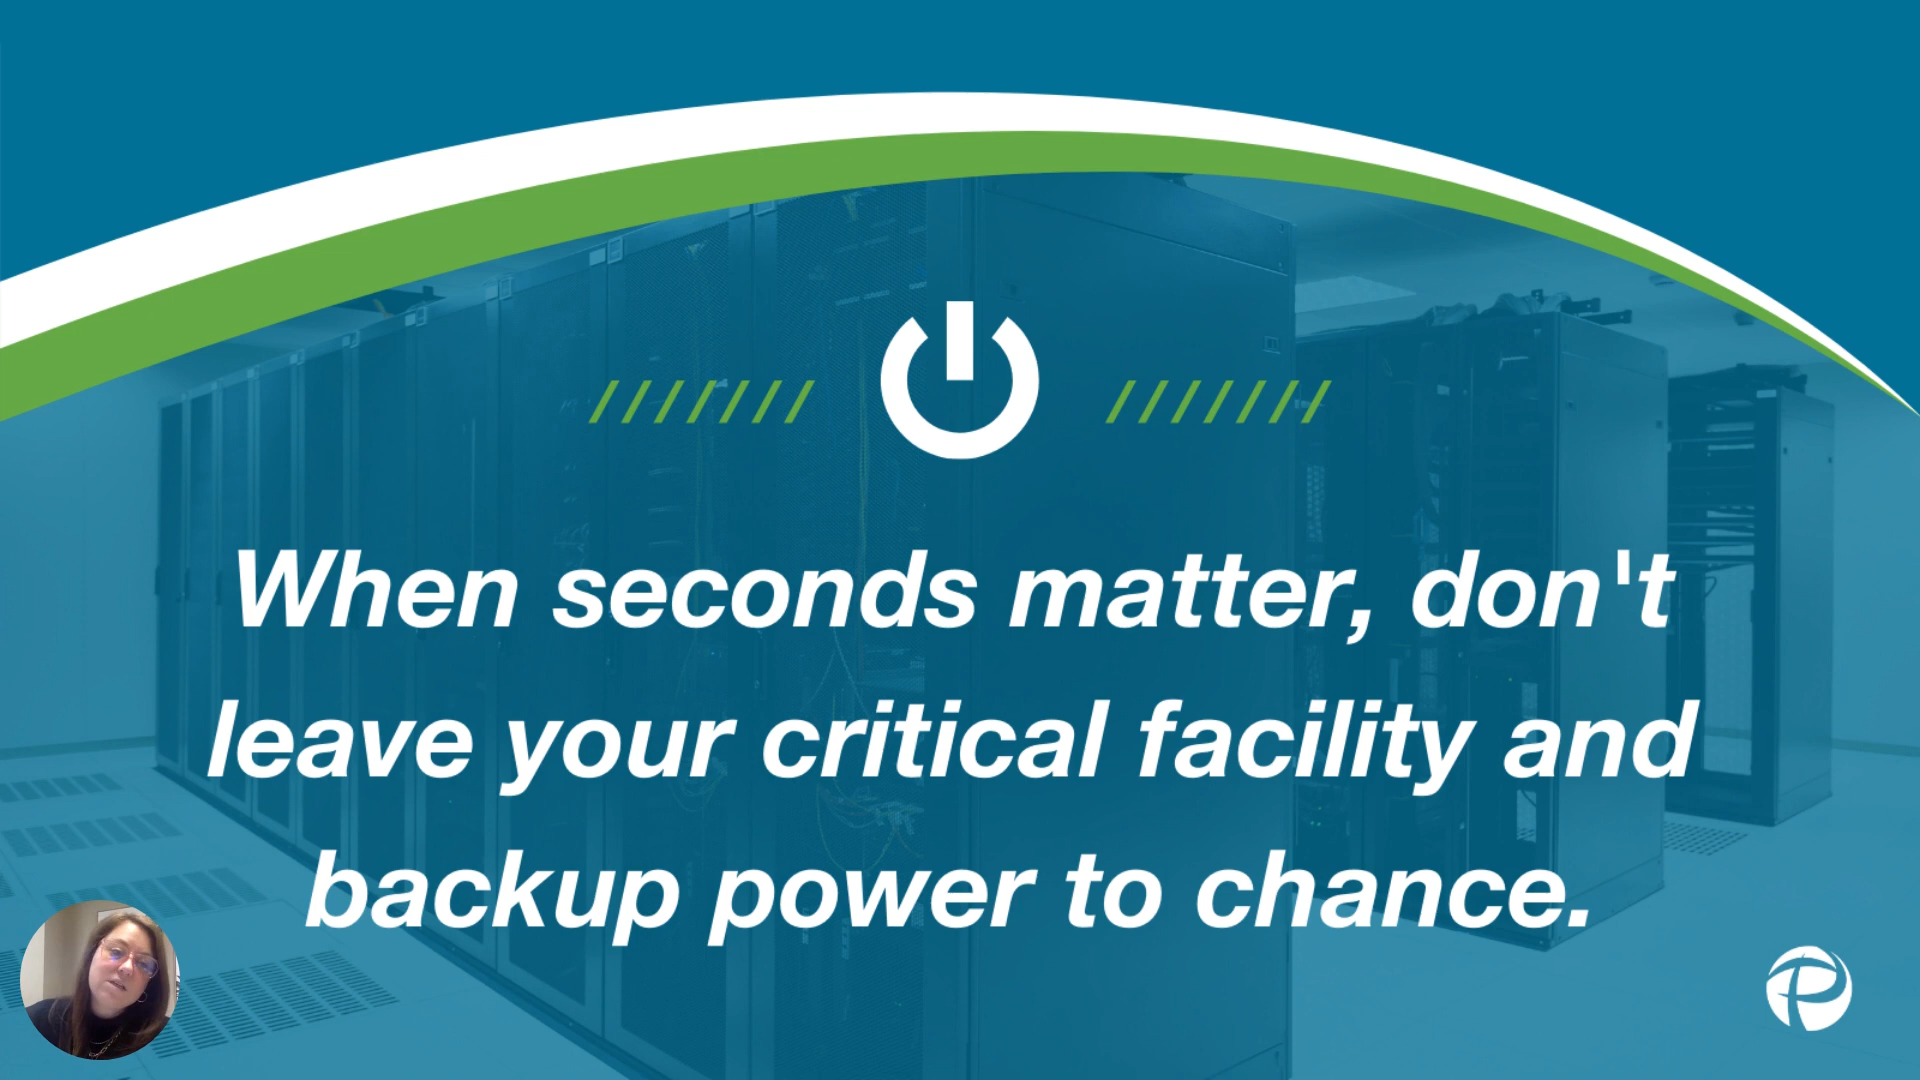 When seconds matter, don't
leave your critical facility and
backup power to chance.